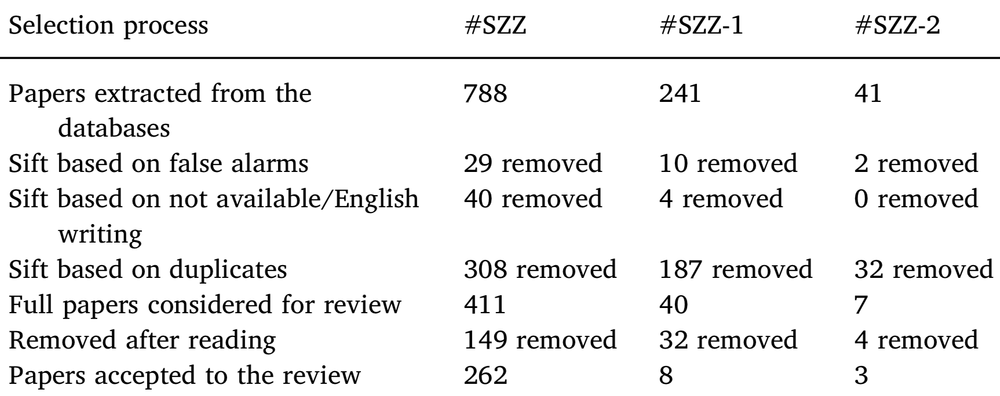 Selection process #SZZ #SZZ-1 #SZZ-2
Papers extracted from the 788 241 41
databases
Sift based on false alarms 29 removed 10 removed 2 removed
Sift based on not available/English 40 removed 4 removed 0 removed
writing
Sift based on duplicates 308 removed 187 removed 32 removed
Full papers considered for review 411 40 7
Removed after reading 149 removed 32 removed 4 removed
Papers accepted to the review 262 8 3